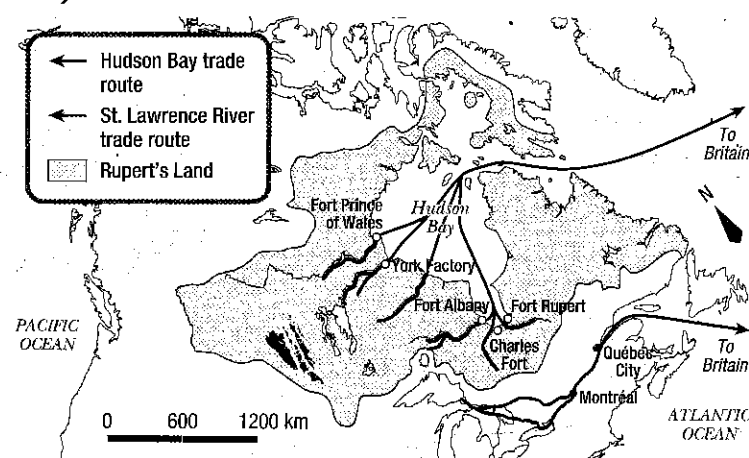 Hudson Bay trade
route
St. Lawrence River
trade route
Rupert's Land
To
Britain
N
Fort Prince
of Wales
Hudson
Bay
York Factory
Fort Albany
Fort Rupert
Charles
Fort
PACIFIC
OCEAN
Québec
City
To
Britain
Montréal
ATLANTIC
OCEAN
0 600 1200 km